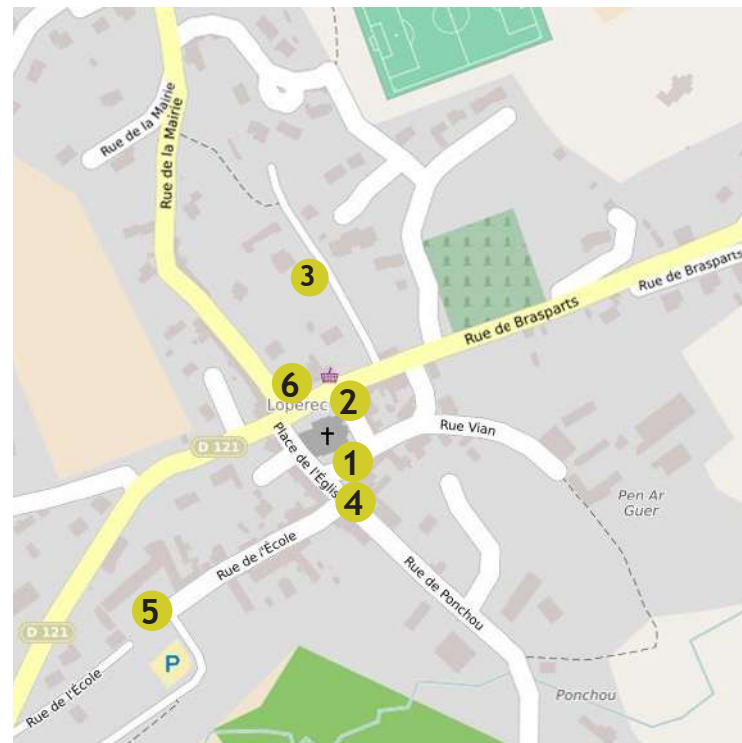 Rue de la Mairie
Rue de la Mairie
3
Rue de Brasparts
Rue de Brasparts
6
2
Loperec
D 121
Place de l'Églis
1
Rue Vian
4
Pen Ar
Guer
Rue de l'École
Rue de Ponchou
5
D 121
P
Rue de l'École
Ponchou